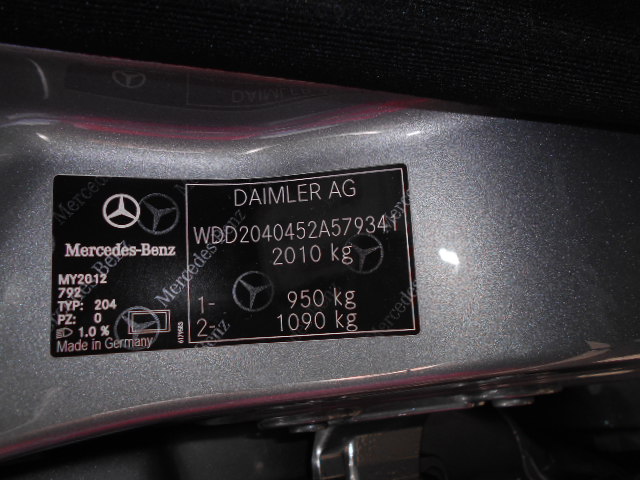 Mercedes-Benz
MY2012
792
TYP: 204
PZ: 0
1.0 %
Made in Germany
DAIMLER AG
WDD2040452A579341
2010 kg
1- 950 kg
2- 1090 kg